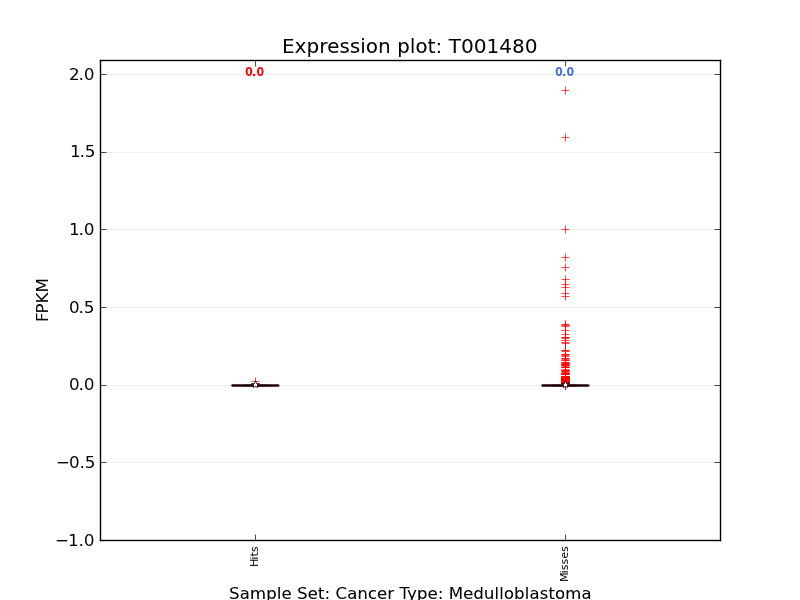 Expression plot: T001480
0.0 0.0
2.0
1.5
1.0
0.5
0.0
−0.5
−1.0
FPKM
Hits Misses
Sample Set: Cancer Type: Medulloblastoma